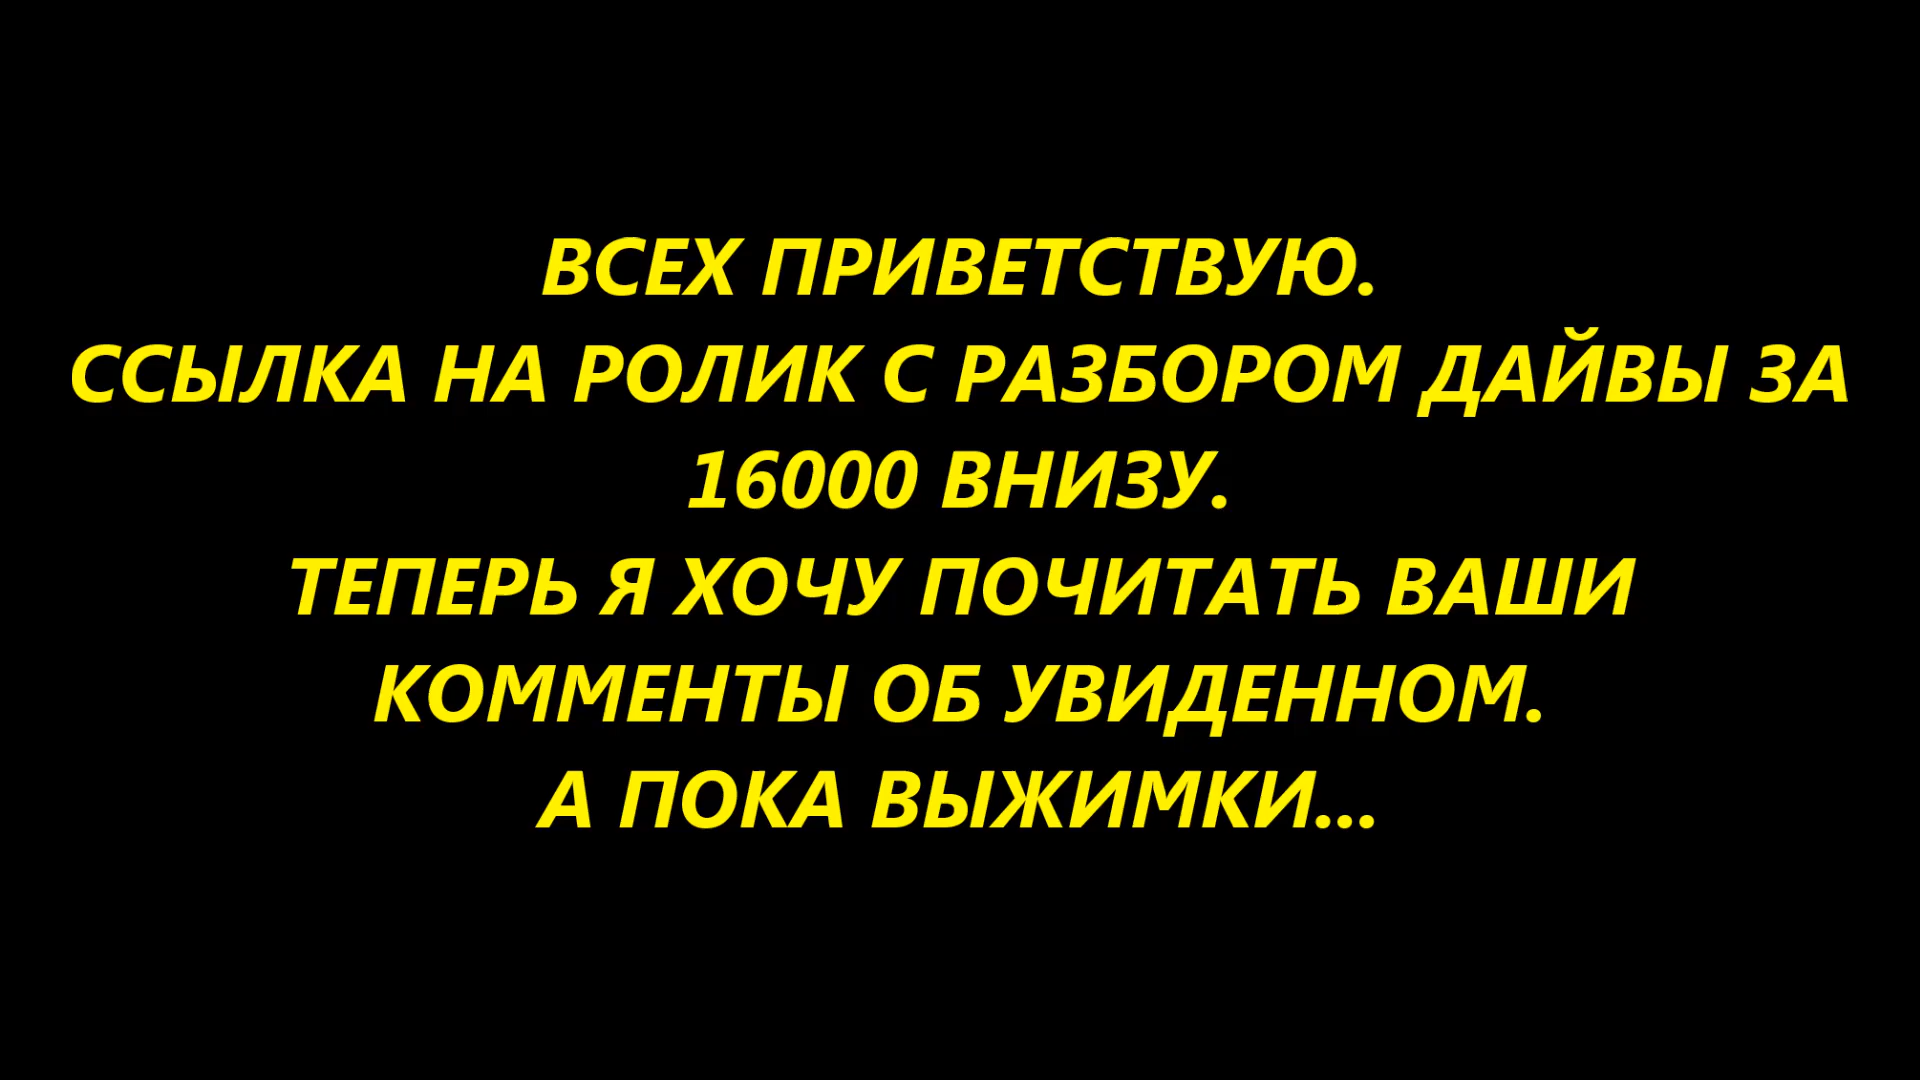 ВСЕХ ПРИВЕТСТВУЮ.
ССЫЛКА НА РОЛИК С РАЗБОРОМ ДАЙВЫ ЗА
16000 ВНИЗУ.
ТЕПЕРЬ Я ХОЧУ ПОЧИТАТЬ ВАШИ
КОММЕНТЫ ОБ УВИДЕННОМ.
А ПОКА ВЫЖИМКИ...